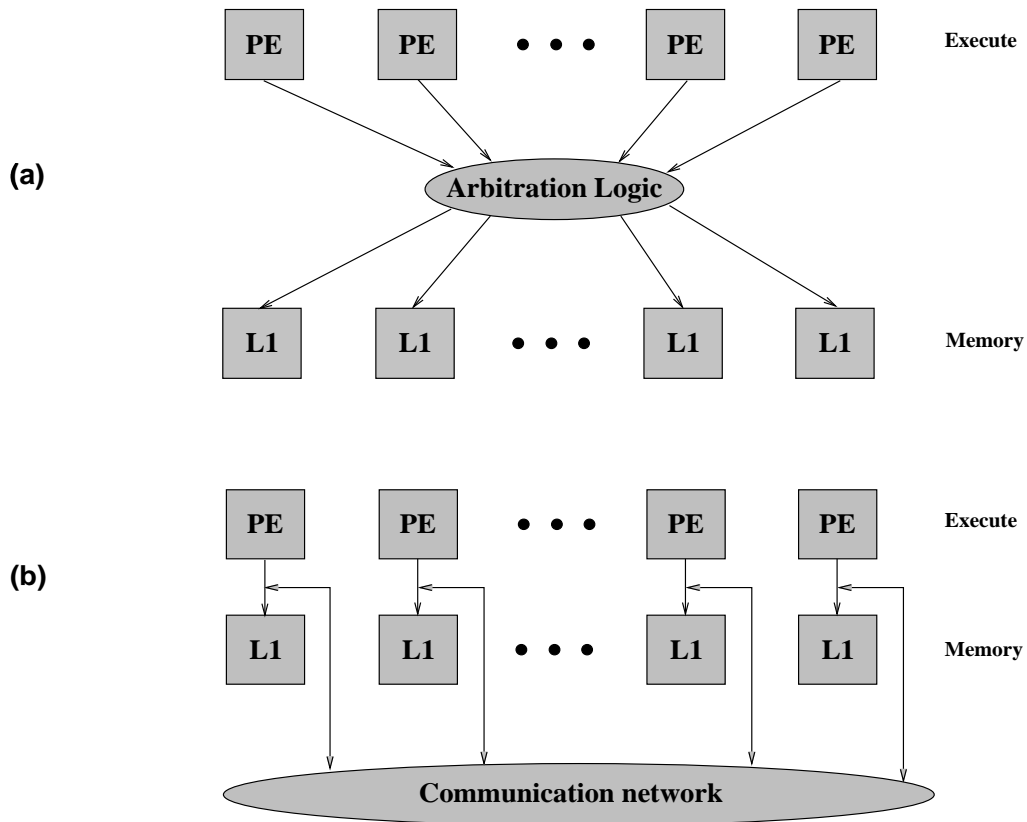 PE PE PE PE Execute
(a)
Arbitration Logic
L1 L1 L1 L1 Memory
PE PE PE PE Execute
(b)
L1 L1 L1 L1 Memory
Communication network